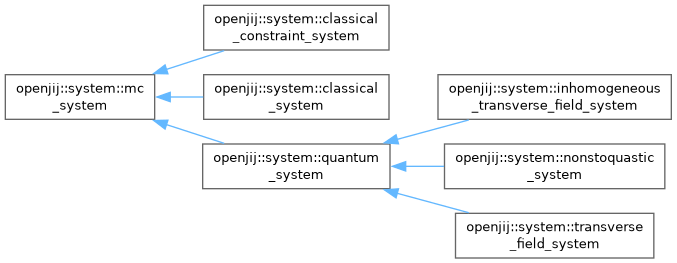 openjij::system::classical
_constraint_system
openjij::system::mc
_system
openjij::system::classical
_system
openjij::system::quantum
_system
openjij::system::inhomogeneous
_transverse_field_system
openjij::system::nonstoquastic
_system
openjij::system::transverse
_field_system